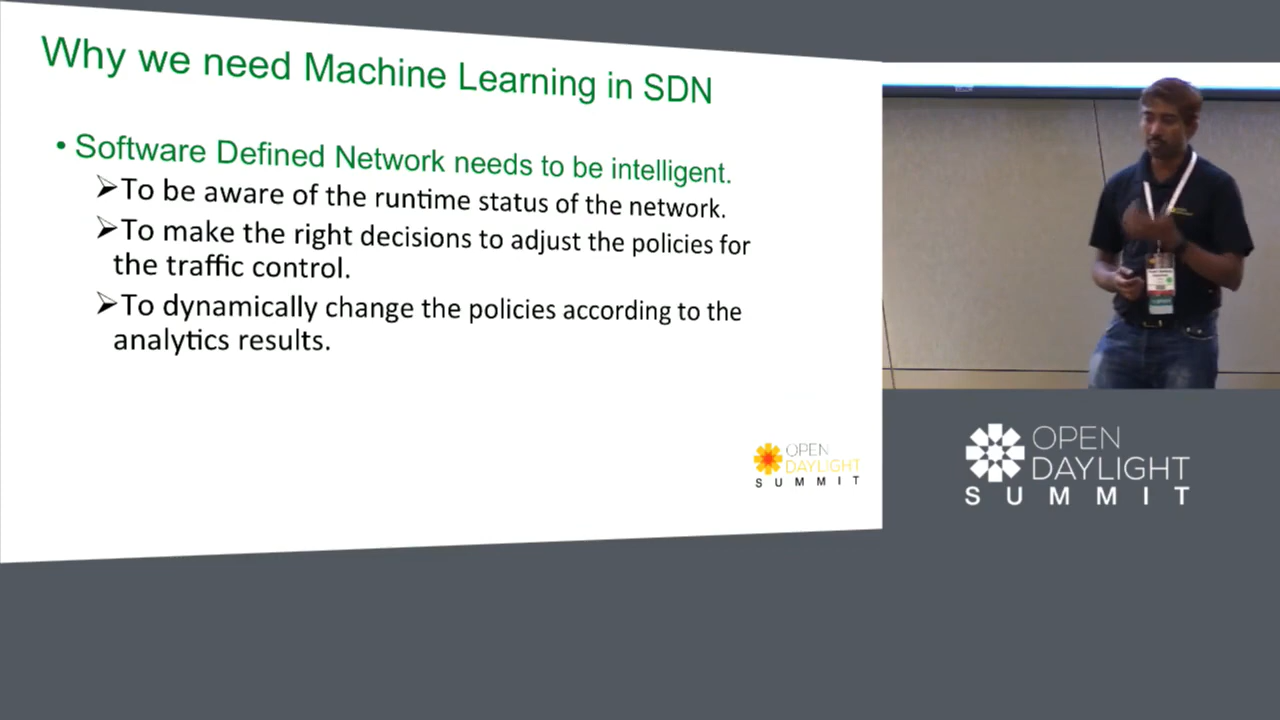 Why we need Machine Learning in SDN
• Software Defined Network needs to be intelligent.
➢To be aware of the runtime status of the network.
➢To make the right decisions to adjust the policies for
the traffic control.
➢To dynamically change the policies according to the
analytics results.
OPEN
DAYLIGHT
SUMMIT
OPEN
DAYLIGHT
SUMMIT